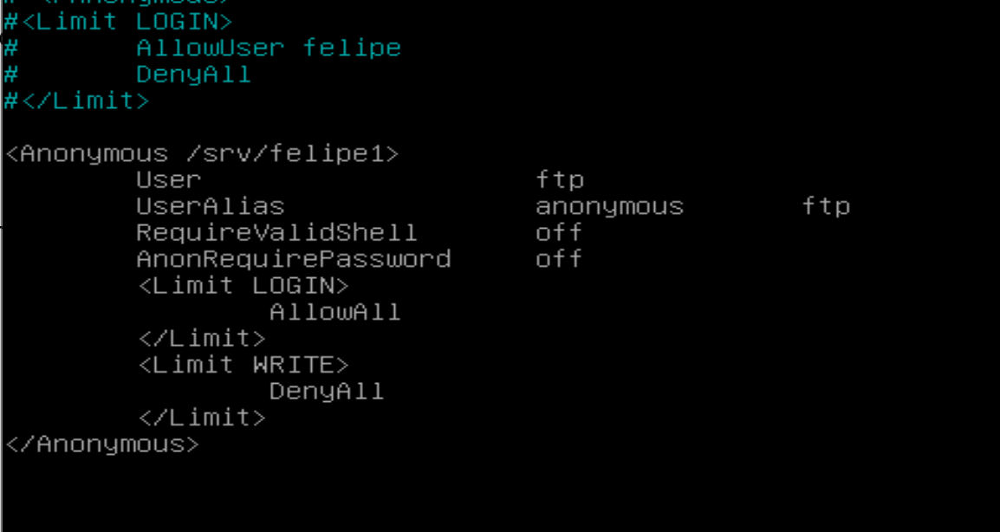 #<Limit LOGIN>
#	AllowUser felipe
#	DenyAll
#</Limit>
<Anonymous /srv/felipe1>
	User	ftp
	UserAlias	anonymous	ftp
	RequireValidShell	off
	AnonRequirePassword	off
	<Limit LOGIN>
		AllowAll
	</Limit>
	<Limit WRITE>
		DenyAll
	</Limit>
</Anonymous>